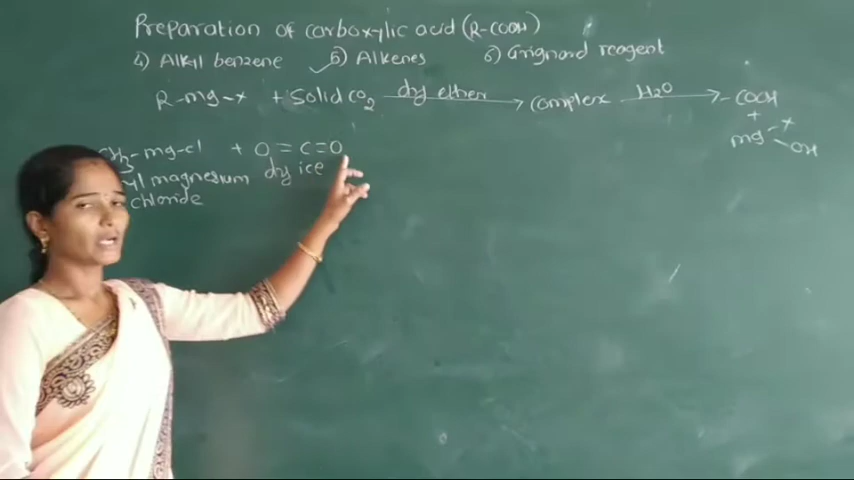 Preparation of carboxylic acid (R-COOH)
4) Alkyl benzene 5) Alkenes 6) Grignard reagent
R-mg-x + Solid CO2 dry ether → complex H2O → -COOH
+
mg x OH
CH3-mg-cl + O=C=O
magnesium dry ice
chloride